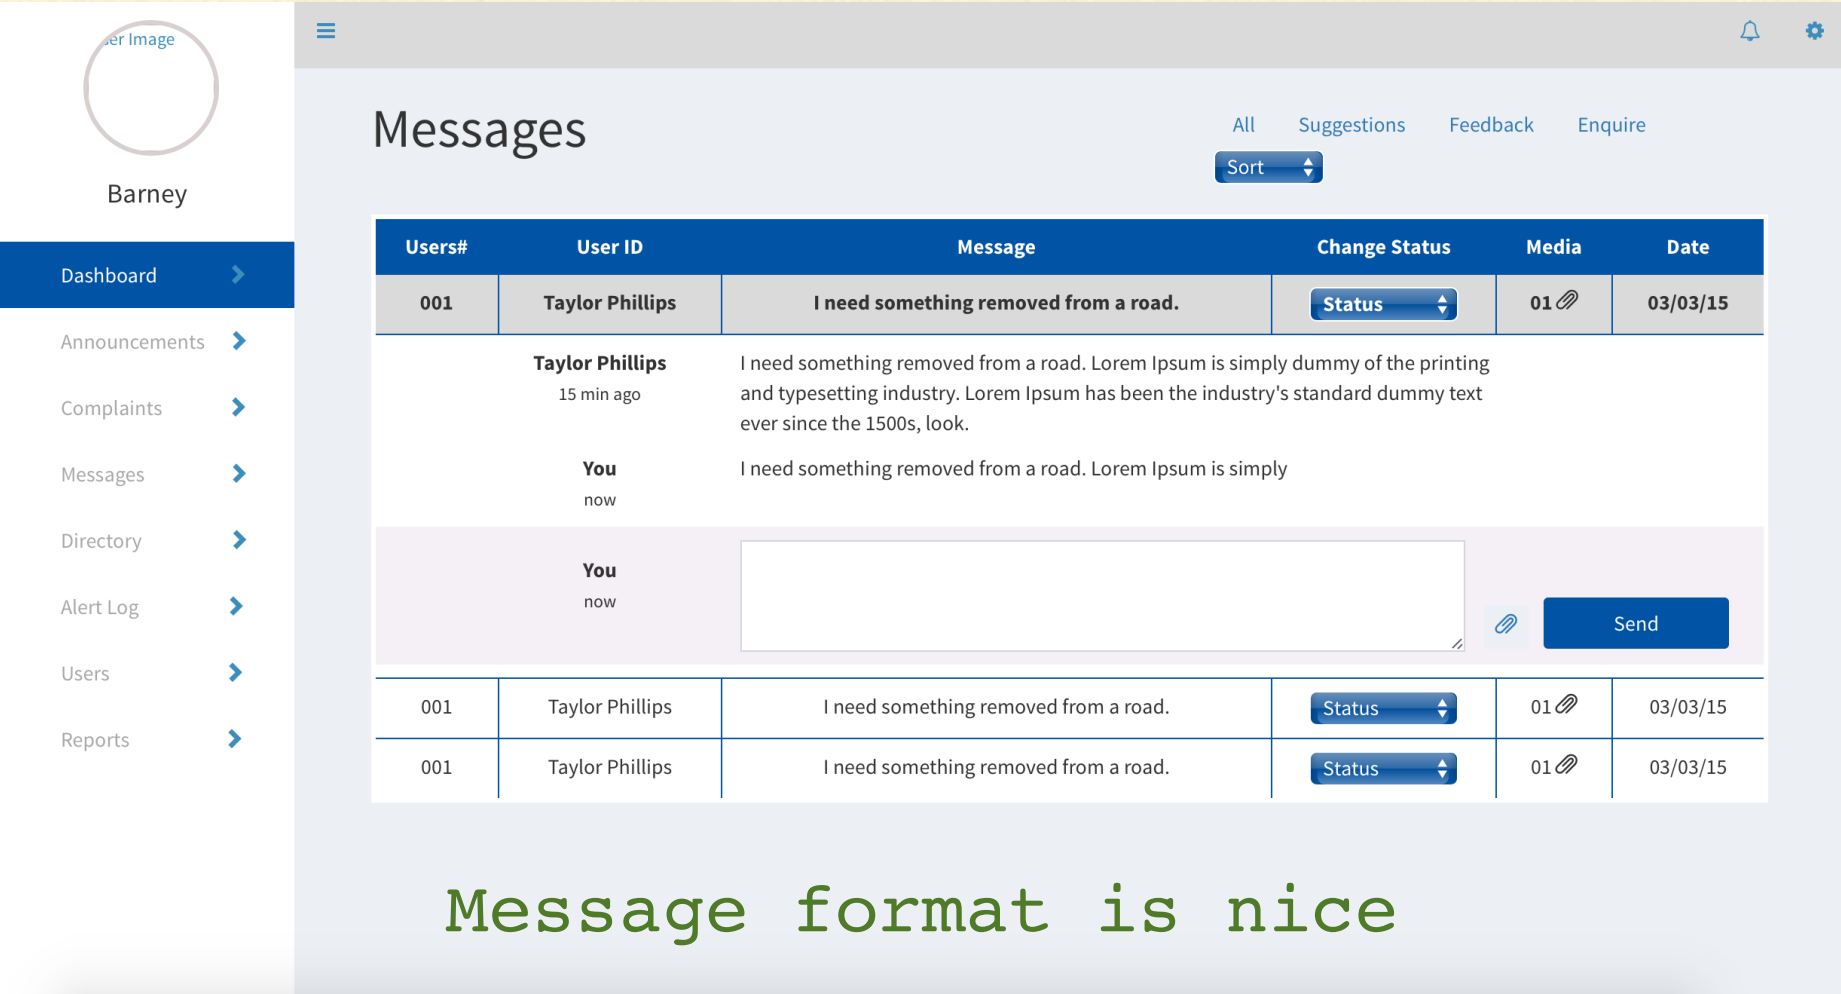 er Image
Barney
Dashboard
Announcements
Complaints
Messages
Directory
Alert Log
Users
Reports
Messages
All Suggestions Feedback Enquire
Sort
Users# User ID Message Change Status Media Date
001 Taylor Phillips I need something removed from a road. Status 01 03/03/15
Taylor Phillips
15 min ago
I need something removed from a road. Lorem Ipsum is simply dummy of the printing
and typesetting industry. Lorem Ipsum has been the industry's standard dummy text
ever since the 1500s, look.
You
now
I need something removed from a road. Lorem Ipsum is simply
You
now
Send
001 Taylor Phillips I need something removed from a road. Status 01 03/03/15
001 Taylor Phillips I need something removed from a road. Status 01 03/03/15
Message format is nice